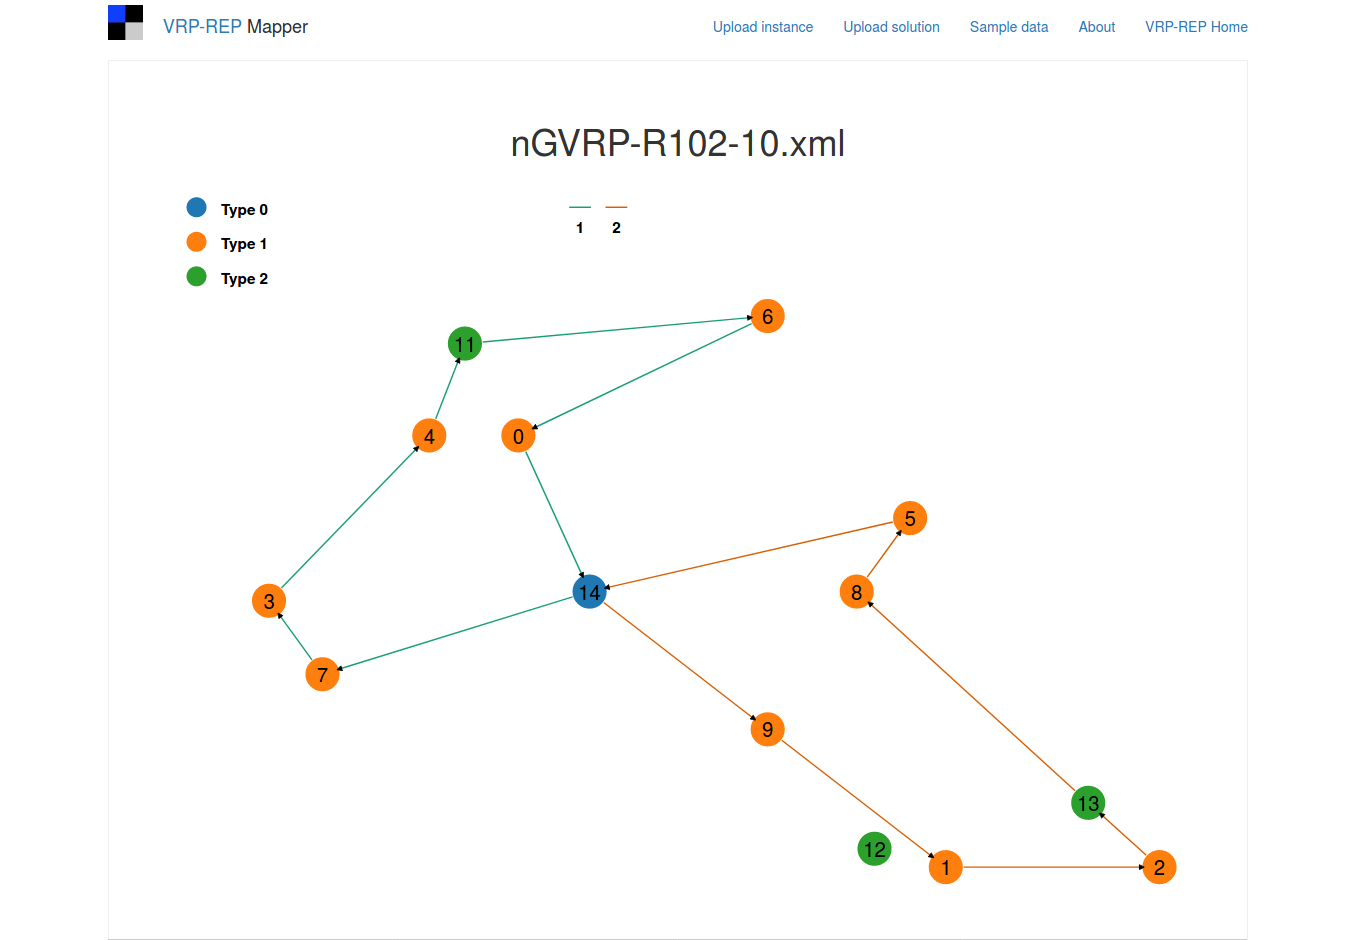 VRP-REP Mapper
Upload instance Upload solution Sample data About VRP-REP Home
nGVRP-R102-10.xml
Type 0
Type 1
Type 2
1 2
6
11
4
0
5
14
8
3
7
9
13
12
1
2